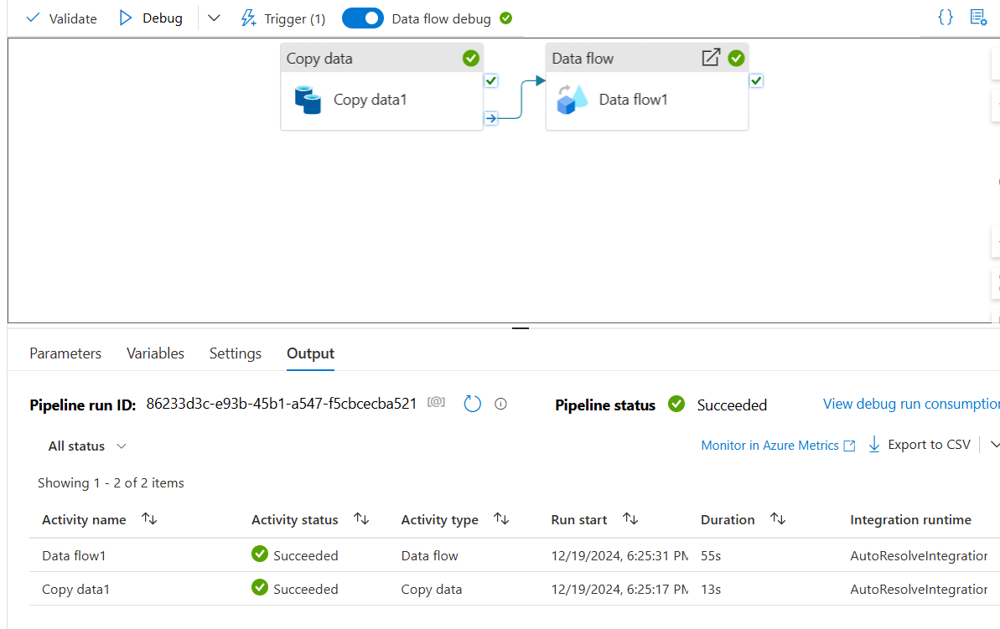 Validate Debug Trigger (1) Data flow debug { }
Copy data Data flow
Copy data1 Data flow1
Parameters Variables Settings Output
Pipeline run ID: 86233d3c-e93b-45b1-a547-f5cbcecba521 [@] Pipeline status Succeeded View debug run consumption
All status Monitor in Azure Metrics Export to CSV
Showing 1 - 2 of 2 items
Activity name Activity status Activity type Run start Duration Integration runtime
Data flow1 Succeeded Data flow 12/19/2024, 6:25:31 PM 55s AutoResolveIntegration
Copy data1 Succeeded Copy data 12/19/2024, 6:25:17 PM 13s AutoResolveIntegration